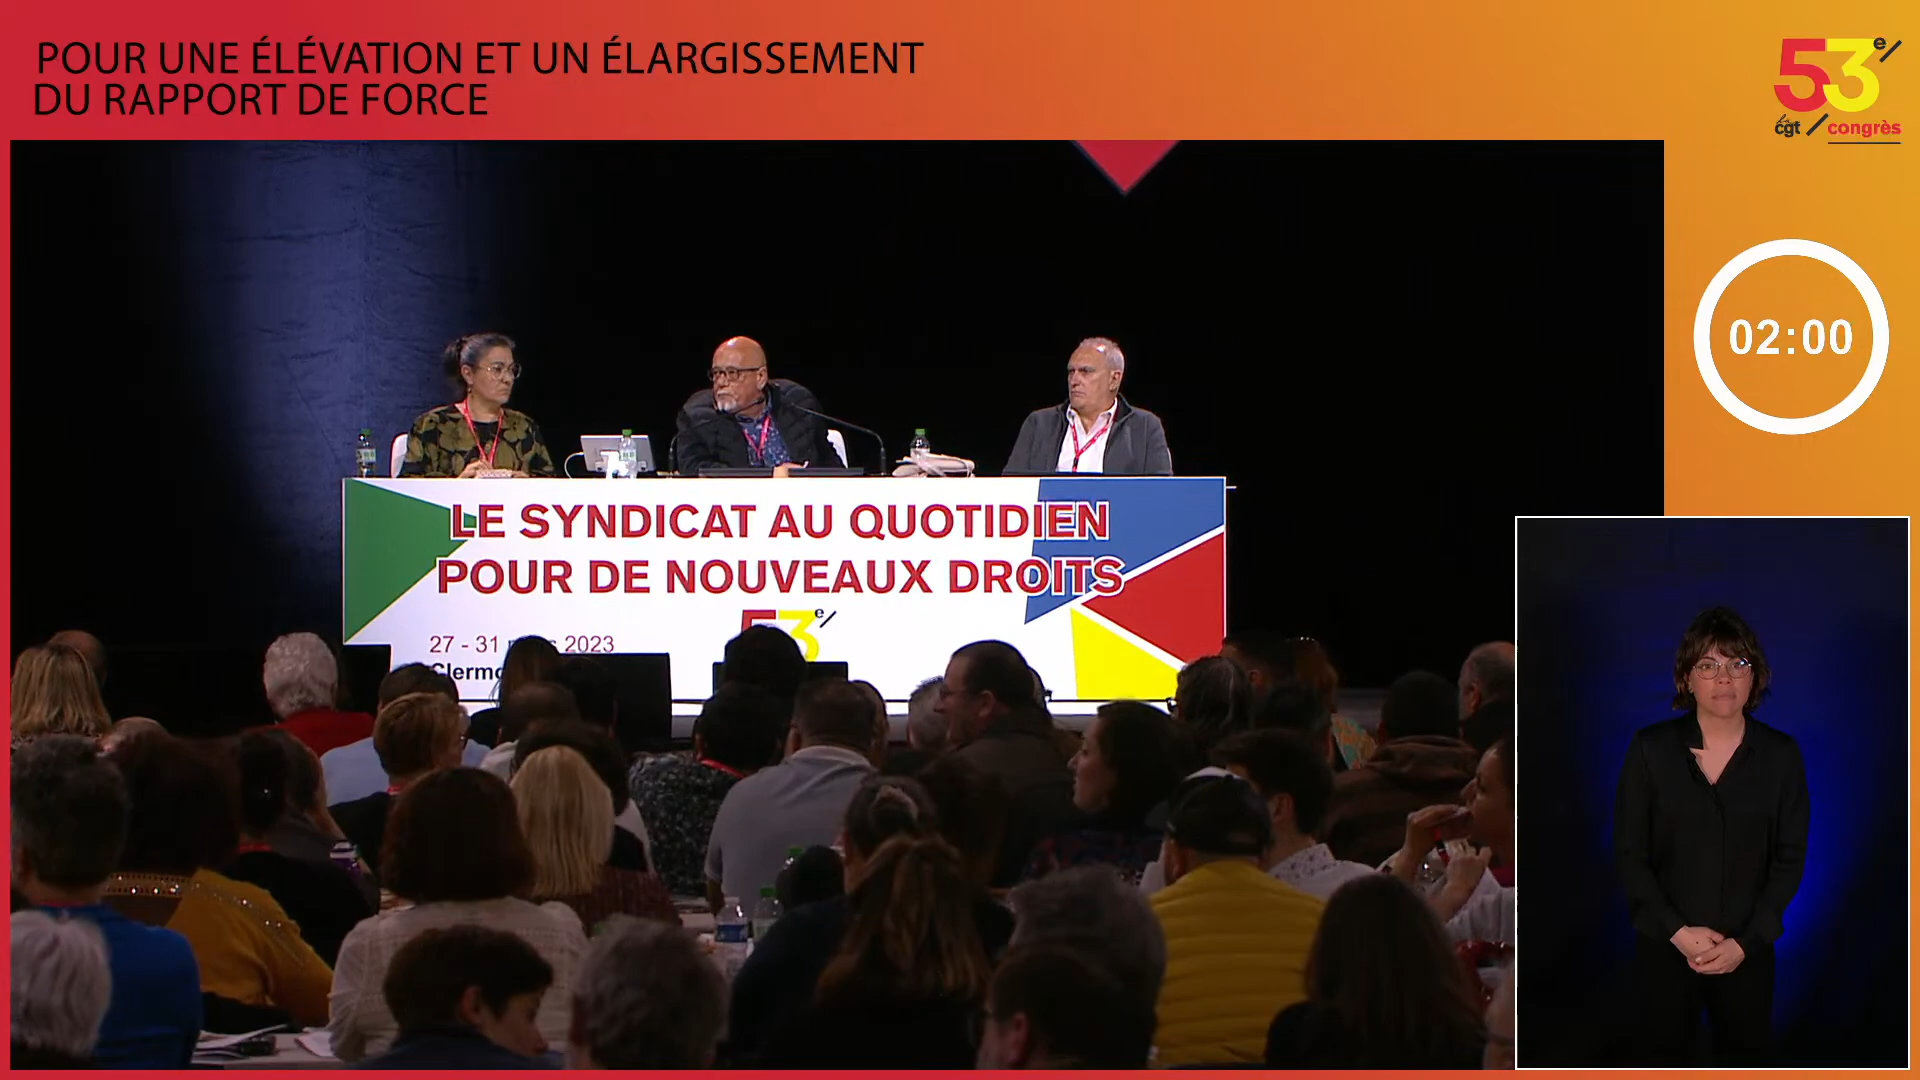 POUR UNE ÉLÉVATION ET UN ÉLARGISSEMENT
DU RAPPORT DE FORCE
53e/
la cgt / congrès
02:00
LE SYNDICAT AU QUOTIDIEN
POUR DE NOUVEAUX DROITS
53e/
27 - 31 2023